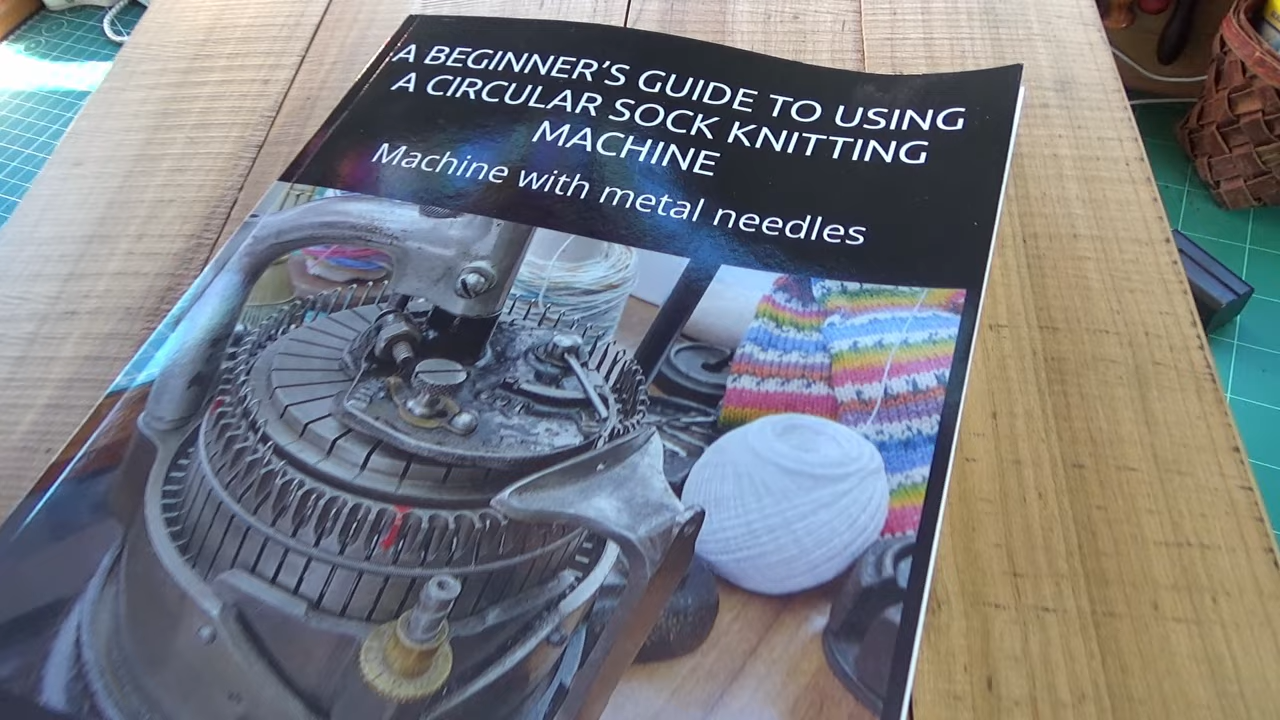 A BEGINNER'S GUIDE TO USING
A CIRCULAR SOCK KNITTING
MACHINE
Machine with metal needles